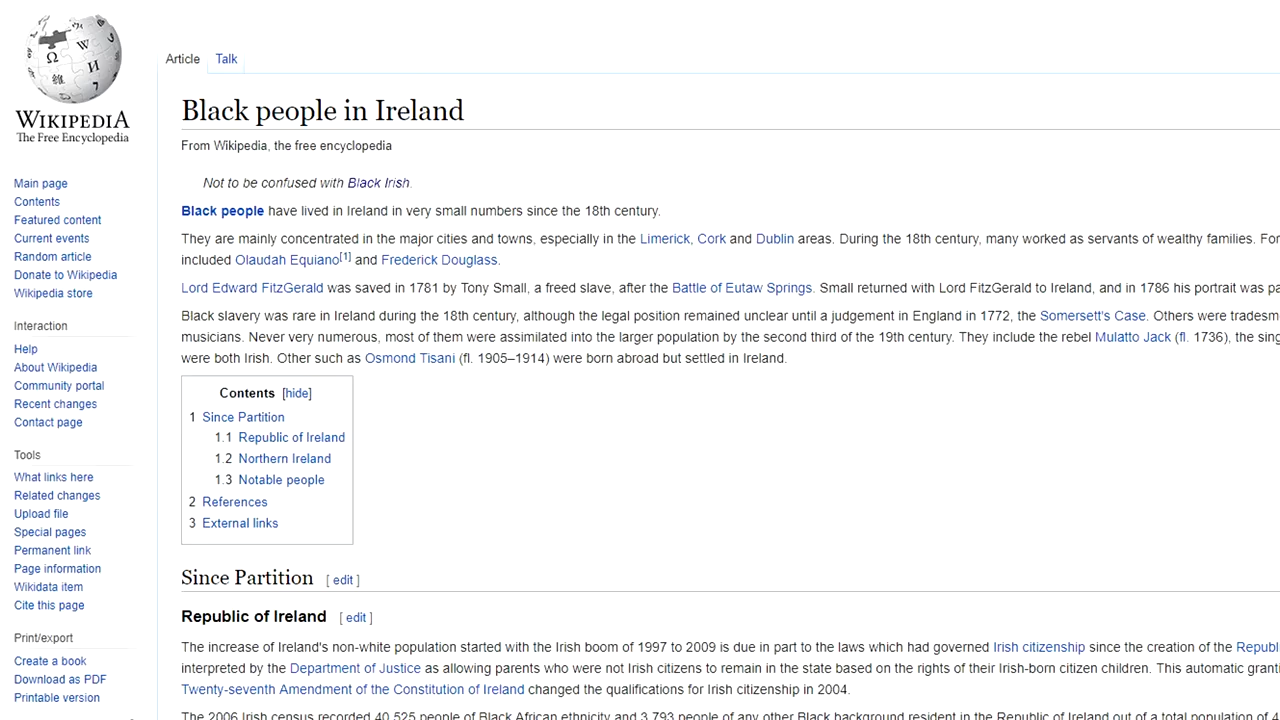 WIKIPEDIA
The Free Encyclopedia
Main page
Contents
Featured content
Current events
Random article
Donate to Wikipedia
Wikipedia store
Interaction
Help
About Wikipedia
Community portal
Recent changes
Contact page
Tools
What links here
Related changes
Upload file
Special pages
Permanent link
Page information
Wikidata item
Cite this page
Print/export
Create a book
Download as PDF
Printable version
Article Talk
Black people in Ireland
From Wikipedia, the free encyclopedia
Not to be confused with Black Irish.
Black people have lived in Ireland in very small numbers since the 18th century.
They are mainly concentrated in the major cities and towns, especially in the Limerick, Cork and Dublin areas. During the 18th century, many worked as servants of wealthy families. For
included Olaudah Equiano[1] and Frederick Douglass.
Lord Edward FitzGerald was saved in 1781 by Tony Small, a freed slave, after the Battle of Eutaw Springs. Small returned with Lord FitzGerald to Ireland, and in 1786 his portrait was pa
Black slavery was rare in Ireland during the 18th century, although the legal position remained unclear until a judgement in England in 1772, the Somersett's Case. Others were tradesm
musicians. Never very numerous, most of them were assimilated into the larger population by the second third of the 19th century. They include the rebel Mulatto Jack (fl. 1736), the sing
were both Irish. Other such as Osmond Tisani (fl. 1905–1914) were born abroad but settled in Ireland.
Contents [hide]
1 Since Partition
1.1 Republic of Ireland
1.2 Northern Ireland
1.3 Notable people
2 References
3 External links
Since Partition [ edit ]
Republic of Ireland [ edit ]
The increase of Ireland's non-white population started with the Irish boom of 1997 to 2009 is due in part to the laws which had governed Irish citizenship since the creation of the Republ
interpreted by the Department of Justice as allowing parents who were not Irish citizens to remain in the state based on the rights of their Irish-born citizen children. This automatic granti
Twenty-seventh Amendment of the Constitution of Ireland changed the qualifications for Irish citizenship in 2004.
The 2006 Irish census recorded 40,525 people of Black African ethnicity and 3,793 people of any other Black background resident in the Republic of Ireland out of a total population of 4